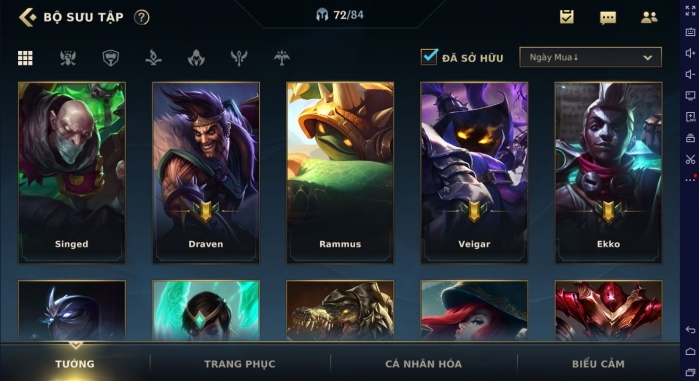 BỘ SƯU TẬP ?
72/84
ĐÃ SỞ HỮU
Ngày Mua↓
Singed
Draven
Rammus
Veigar
Ekko
TƯỚNG
TRANG PHỤC
CÁ NHÂN HÓA
BIỂU CẢM